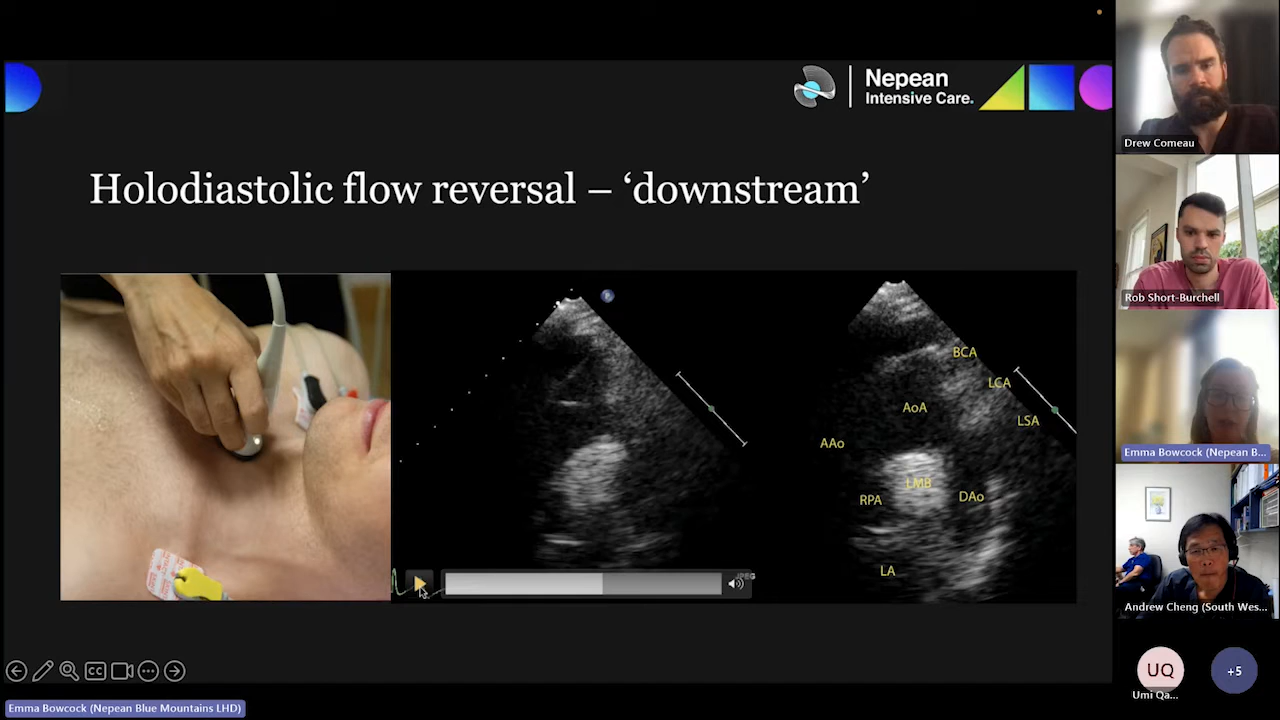 Nepean
Intensive Care.
Holodiastolic flow reversal – ‘downstream’
P
BCA
LCA
AoA
LSA
AAo
LMB
RPA
DAo
LA
JPEG
CC
Emma Bowcock (Nepean Blue Mountains LHD)
Drew Comeau
Rob Short-Burchell
Emma Bowcock (Nepean B...
Andrew Cheng (South Wes...
UQ
+5
Umi Qa...